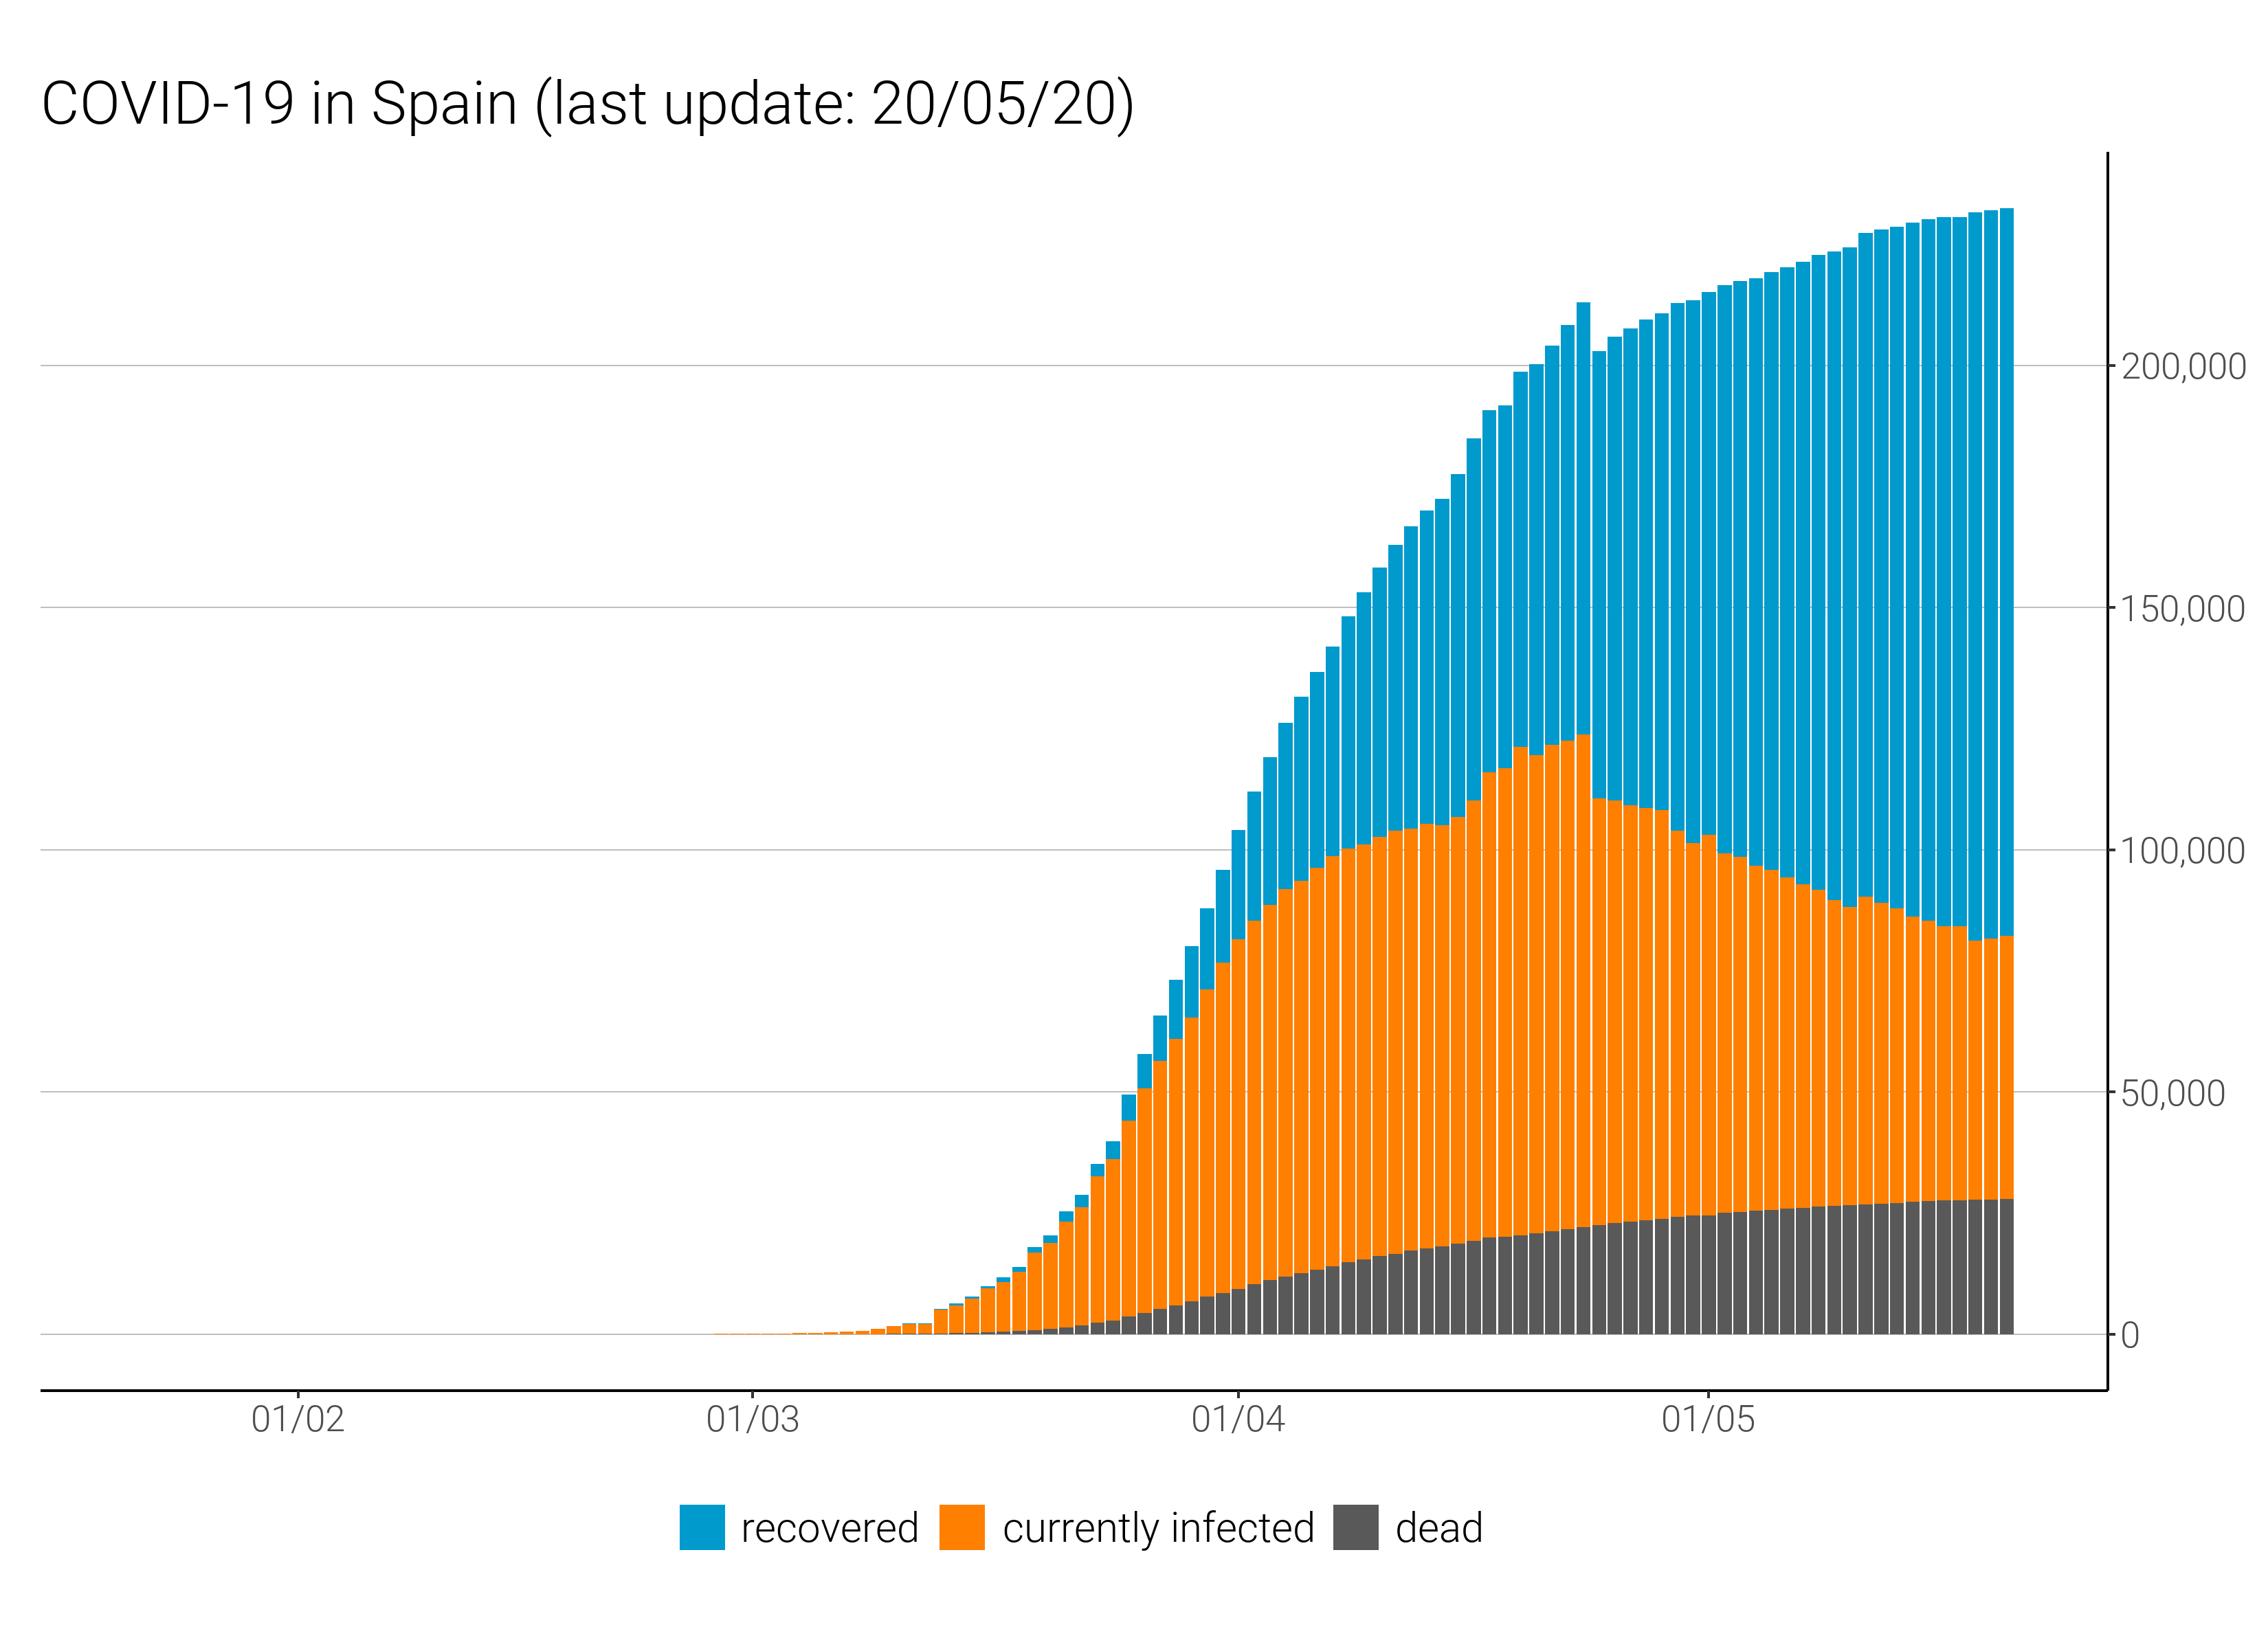 COVID-19 in Spain (last update: 20/05/20)
200,000
150,000
100,000
50,000
0
01/02 01/03 01/04 01/05
recovered currently infected dead